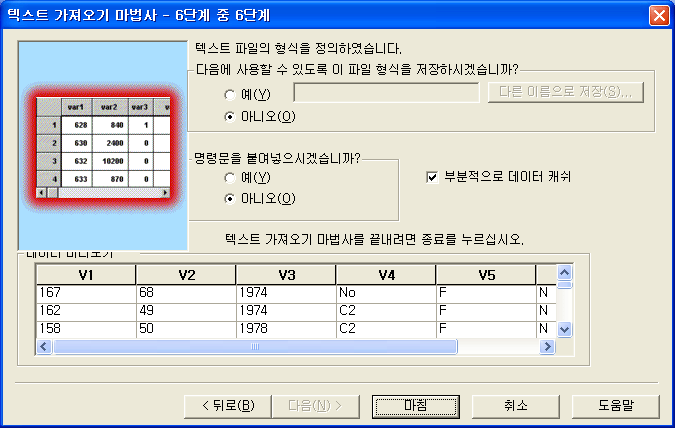 텍스트 가져오기 마법사 - 6단계 중 6단계
텍스트 파일의 형식을 정의하였습니다.
다음에 사용할 수 있도록 이 파일 형식을 저장하시겠습니까?
예(Y)
다른 이름으로 저장(S)...
아니오(O)
var1 var2 var3 v
1 628 840 1
2 630 2400 0
3 632 10200 0
4 633 870 0
명령문을 붙여넣으시겠습니까?
예(Y)
아니오(O)
부분적으로 데이터 캐쉬
텍스트 가져오기 마법사를 끝내려면 종료를 누르십시오.
데이터 미리보기
V1 V2 V3 V4 V5
167 68 1974 No F N
162 49 1974 C2 F N
158 50 1978 C2 F N
< 뒤로(B) 다음(N) > 마침 취소 도움말